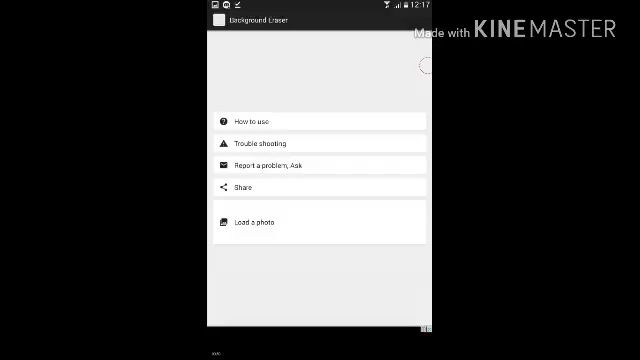 12:17
Background Eraser
Made with KINEMASTER
How to use
Trouble shooting
Report a problem, Ask
Share
Load a photo